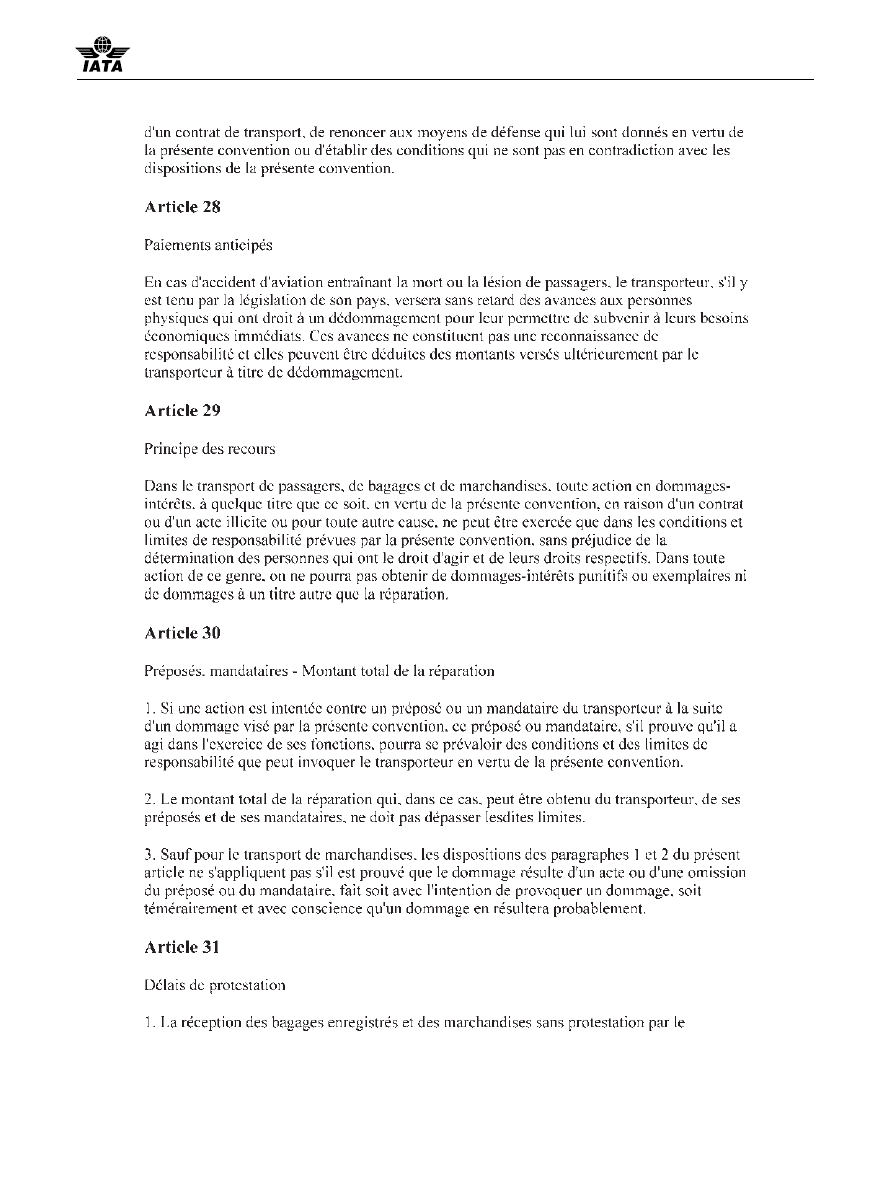 IATA
d'un contrat de transport, de renoncer aux moyens de défense qui lui sont donnés en vertu de
la présente convention ou d'établir des conditions qui ne sont pas en contradiction avec les
dispositions de la présente convention.
Article 28
Paiements anticipés
En cas d'accident d'aviation entraînant la mort ou la lésion de passagers, le transporteur, s'il y
est tenu par la législation de son pays, versera sans retard des avances aux personnes
physiques qui ont droit à un dédommagement pour leur permettre de subvenir à leurs besoins
économiques immédiats. Ces avances ne constituent pas une reconnaissance de
responsabilité et elles peuvent être déduites des montants versés ultérieurement par le
transporteur à titre de dédommagement.
Article 29
Principe des recours
Dans le transport de passagers, de bagages et de marchandises, toute action en dommages-
intérêts, à quelque titre que ce soit, en vertu de la présente convention, en raison d'un contrat
ou d'un acte illicite ou pour toute autre cause, ne peut être exercée que dans les conditions et
limites de responsabilité prévues par la présente convention, sans préjudice de la
détermination des personnes qui ont le droit d'agir et de leurs droits respectifs. Dans toute
action de ce genre, on ne pourra pas obtenir de dommages-intérêts punitifs ou exemplaires ni
de dommages à un titre autre que la réparation.
Article 30
Préposés, mandataires - Montant total de la réparation
1. Si une action est intentée contre un préposé ou un mandataire du transporteur à la suite
d'un dommage visé par la présente convention, ce préposé ou mandataire, s'il prouve qu'il a
agi dans l'exercice de ses fonctions, pourra se prévaloir des conditions et des limites de
responsabilité que peut invoquer le transporteur en vertu de la présente convention.
2. Le montant total de la réparation qui, dans ce cas, peut être obtenu du transporteur, de ses
préposés et de ses mandataires, ne doit pas dépasser lesdites limites.
3. Sauf pour le transport de marchandises, les dispositions des paragraphes 1 et 2 du présent
article ne s'appliquent pas s'il est prouvé que le dommage résulte d'un acte ou d'une omission
du préposé ou du mandataire, fait soit avec l'intention de provoquer un dommage, soit
témérairement et avec conscience qu'un dommage en résultera probablement.
Article 31
Délais de protestation
1. La réception des bagages enregistrés et des marchandises sans protestation par le